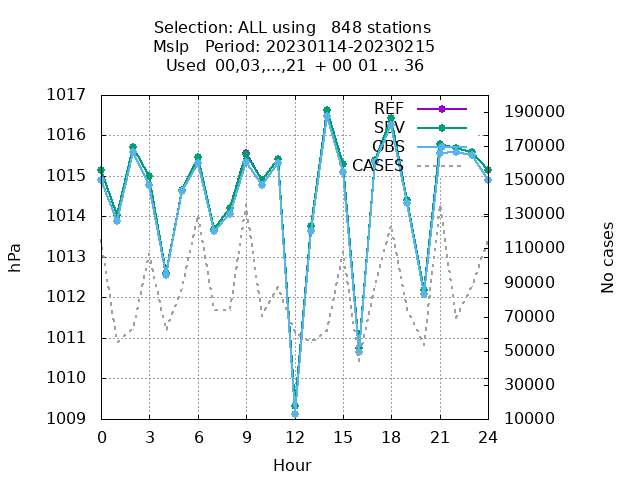 Selection: ALL using   848 stations
Mslp   Period: 20230114-20230215
Used  00,03,...,21  + 00 01 ... 36
1017
1016
1015
1014
1013
1012
1011
1010
1009
hPa
190000
170000
150000
130000
110000
90000
70000
50000
30000
10000
No cases
REF
SRV
OBS
CASES
0 3 6 9 12 15 18 21 24
Hour